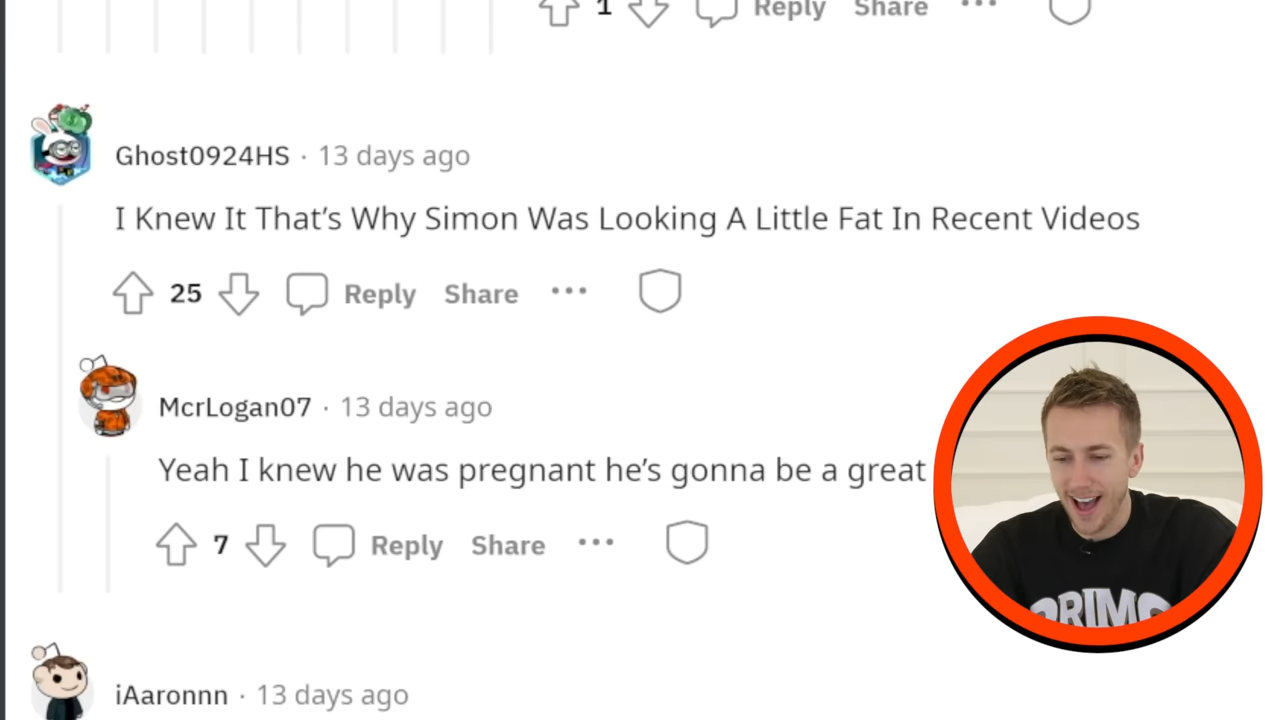 1 Reply Share
Ghost0924HS · 13 days ago
I Knew It That’s Why Simon Was Looking A Little Fat In Recent Videos
25 Reply Share
McrLogan07 · 13 days ago
Yeah I knew he was pregnant he’s gonna be a great
7 Reply Share
iAaronnn · 13 days ago